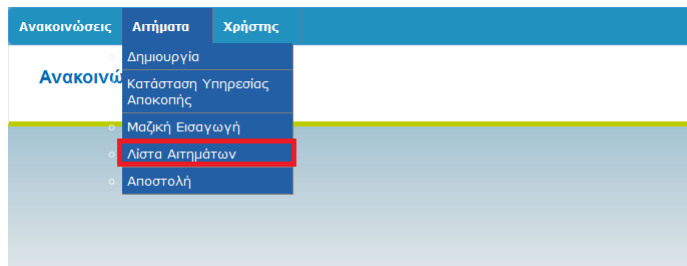 Ανακοινώσεις Αιτήματα Χρήστης
Δημιουργία
Ανακοινώ
Κατάσταση Υπηρεσίας
Αποκοπής
Μαζική Εισαγωγή
Λίστα Αιτημάτων
Αποστολή